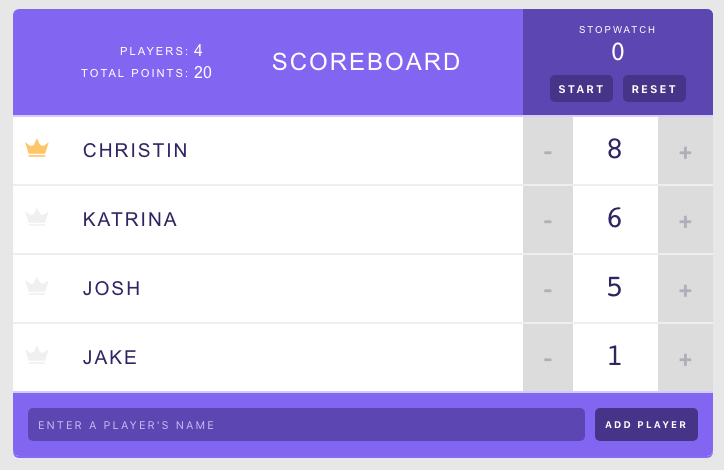 PLAYERS: 4
TOTAL POINTS: 20
SCOREBOARD
STOPWATCH
0
START RESET
CHRISTIN - 8 +
KATRINA - 6 +
JOSH - 5 +
JAKE - 1 +
ENTER A PLAYER'S NAME ADD PLAYER